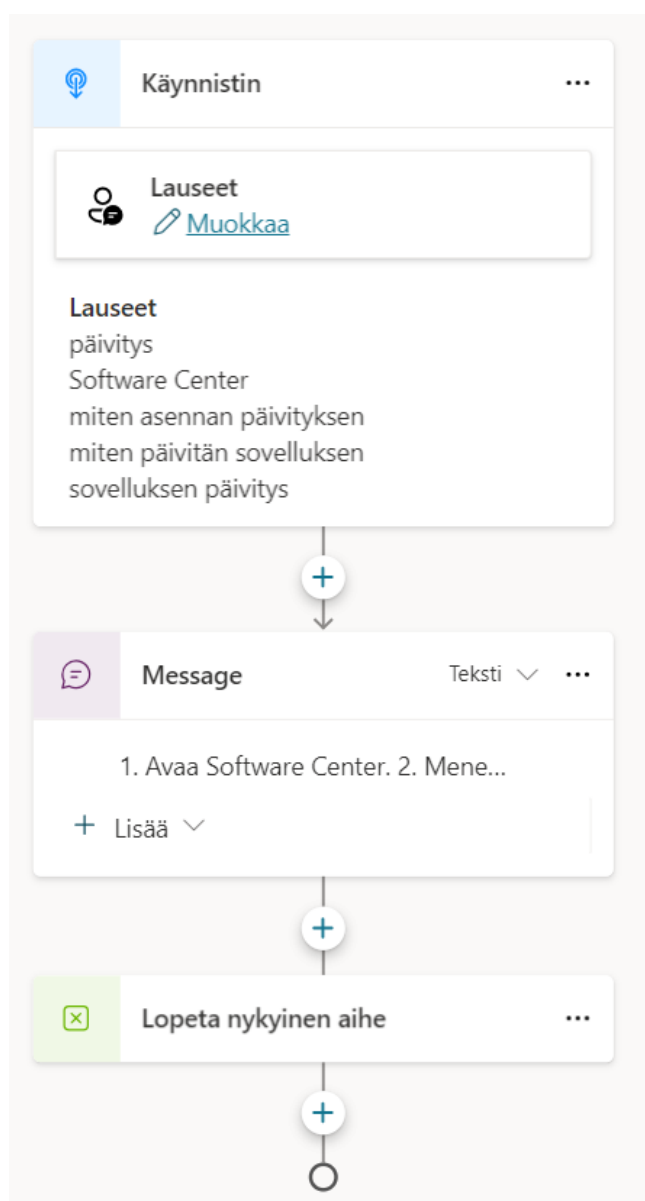 Käynnistin
Lauseet
Muokkaa
Lauseet
päivitys
Software Center
miten asennan päivityksen
miten päivitän sovelluksen
sovelluksen päivitys
Message Teksti
1. Avaa Software Center. 2. Mene...
+ Lisää
Lopeta nykyinen aihe